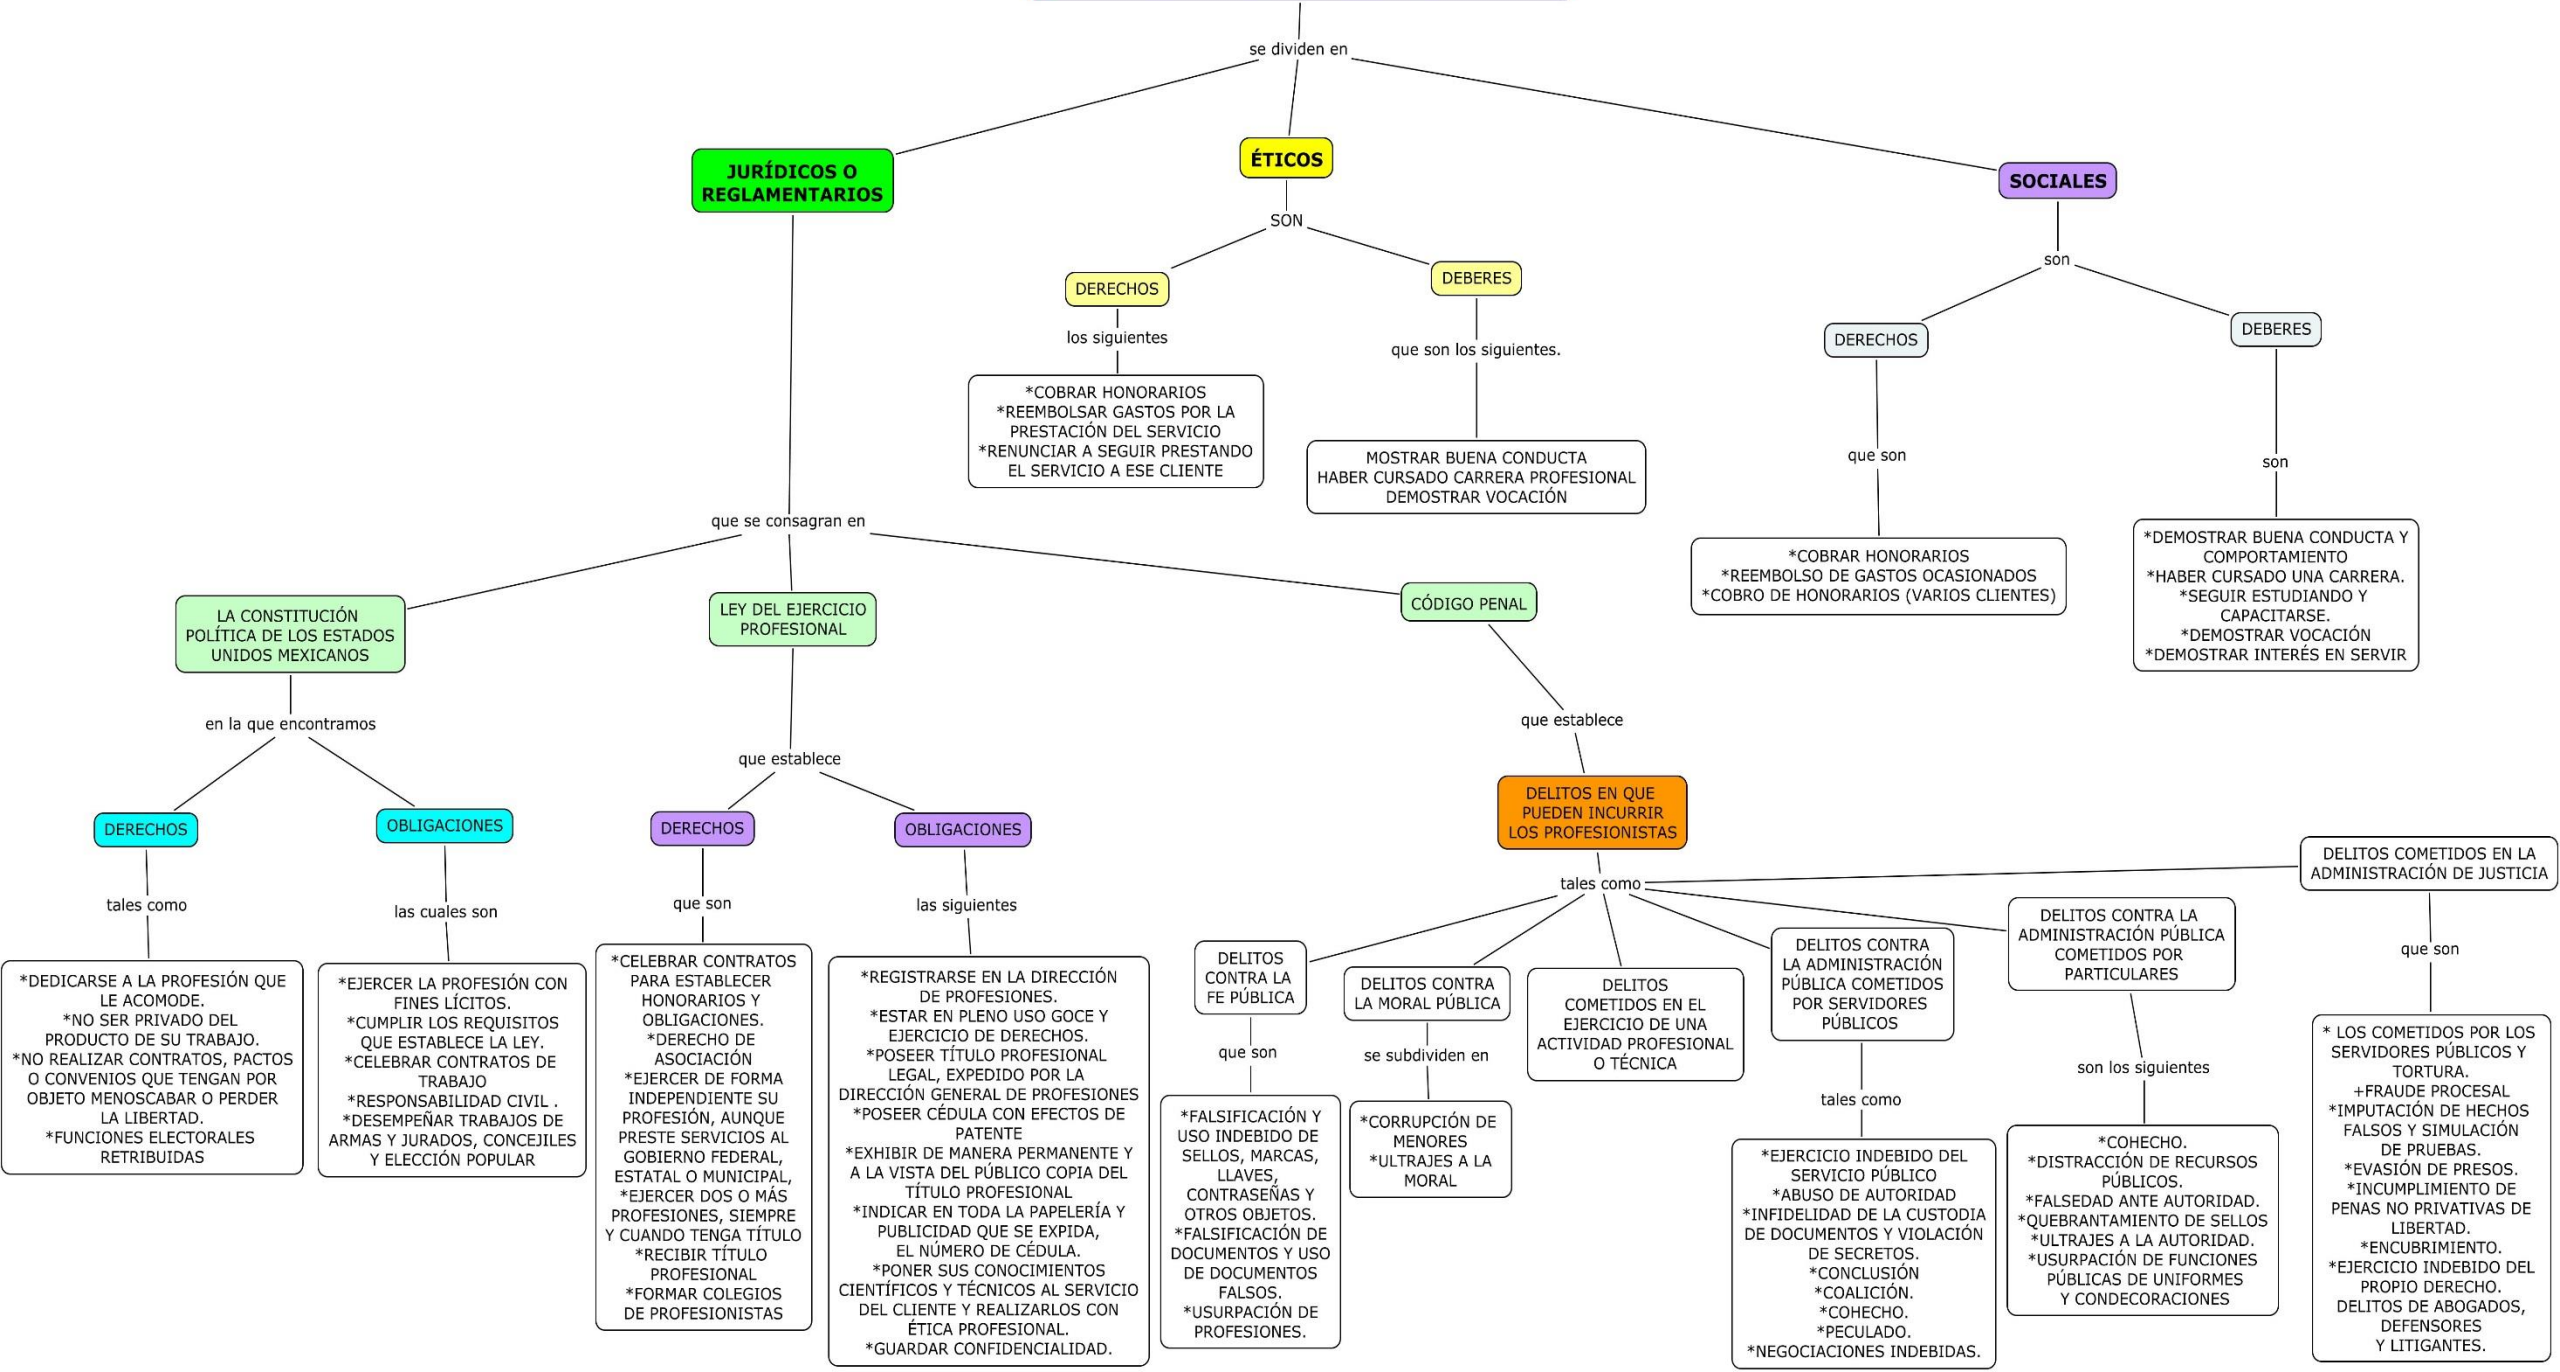 se dividen en
JURÍDICOS O
REGLAMENTARIOS
ÉTICOS
SOCIALES
SON
DERECHOS
los siguientes
*COBRAR HONORARIOS
*REEMBOLSAR GASTOS POR LA
PRESTACIÓN DEL SERVICIO
*RENUNCIAR A SEGUIR PRESTANDO
EL SERVICIO A ESE CLIENTE
DEBERES
que son los siguientes.
MOSTRAR BUENA CONDUCTA
HABER CURSADO CARRERA PROFESIONAL
DEMOSTRAR VOCACIÓN
son
DERECHOS
que son
*COBRAR HONORARIOS
*REEMBOLSO DE GASTOS OCASIONADOS
*COBRO DE HONORARIOS (VARIOS CLIENTES)
DEBERES
son
*DEMOSTRAR BUENA CONDUCTA Y
COMPORTAMIENTO
*HABER CURSADO UNA CARRERA.
*SEGUIR ESTUDIANDO Y
CAPACITARSE.
*DEMOSTRAR VOCACIÓN
*DEMOSTRAR INTERÉS EN SERVIR
que se consagran en
LA CONSTITUCIÓN
POLÍTICA DE LOS ESTADOS
UNIDOS MEXICANOS
en la que encontramos
DERECHOS
tales como
*DEDICARSE A LA PROFESIÓN QUE
LE ACOMODE.
*NO SER PRIVADO DEL
PRODUCTO DE SU TRABAJO.
*NO REALIZAR CONTRATOS, PACTOS
O CONVENIOS QUE TENGAN POR
OBJETO MENOSCABAR O PERDER
LA LIBERTAD.
*FUNCIONES ELECTORALES
RETRIBUIDAS
OBLIGACIONES
las cuales son
*EJERCER LA PROFESIÓN CON
FINES LÍCITOS.
*CUMPLIR LOS REQUISITOS
QUE ESTABLECE LA LEY.
*CELEBRAR CONTRATOS DE
TRABAJO
*RESPONSABILIDAD CIVIL .
*DESEMPEÑAR TRABAJOS DE
ARMAS Y JURADOS, CONCEJILES
Y ELECCIÓN POPULAR
LEY DEL EJERCICIO
PROFESIONAL
que establece
DERECHOS
que son
*CELEBRAR CONTRATOS
PARA ESTABLECER
HONORARIOS Y
OBLIGACIONES.
*DERECHO DE
ASOCIACIÓN
*EJERCER DE FORMA
INDEPENDIENTE SU
PROFESIÓN, AUNQUE
PRESTE SERVICIOS AL
GOBIERNO FEDERAL,
ESTATAL O MUNICIPAL,
*EJERCER DOS O MÁS
PROFESIONES, SIEMPRE
Y CUANDO TENGA TÍTULO
*RECIBIR TÍTULO
PROFESIONAL
*FORMAR COLEGIOS
DE PROFESIONISTAS
OBLIGACIONES
las siguientes
*REGISTRARSE EN LA DIRECCIÓN
DE PROFESIONES.
*ESTAR EN PLENO USO GOCE Y
EJERCICIO DE DERECHOS.
*POSEER TÍTULO PROFESIONAL
LEGAL, EXPEDIDO POR LA
DIRECCIÓN GENERAL DE PROFESIONES
*POSEER CÉDULA CON EFECTOS DE
PATENTE
*EXHIBIR DE MANERA PERMANENTE Y
A LA VISTA DEL PÚBLICO COPIA DEL
TÍTULO PROFESIONAL
*INDICAR EN TODA LA PAPELERÍA Y
PUBLICIDAD QUE SE EXPIDA,
EL NÚMERO DE CÉDULA.
*PONER SUS CONOCIMIENTOS
CIENTÍFICOS Y TÉCNICOS AL SERVICIO
DEL CLIENTE Y REALIZARLOS CON
ÉTICA PROFESIONAL.
*GUARDAR CONFIDENCIALIDAD.
CÓDIGO PENAL
que establece
DELITOS EN QUE
PUEDEN INCURRIR
LOS PROFESIONISTAS
tales como
DELITOS
CONTRA LA
FE PÚBLICA
que son
*FALSIFICACIÓN Y
USO INDEBIDO DE
SELLOS, MARCAS,
LLAVES,
CONTRASEÑAS Y
OTROS OBJETOS.
*FALSIFICACIÓN DE
DOCUMENTOS Y USO
DE DOCUMENTOS
FALSOS.
*USURPACIÓN DE
PROFESIONES.
DELITOS CONTRA
LA MORAL PÚBLICA
se subdividen en
*CORRUPCIÓN DE
MENORES
*ULTRAJES A LA
MORAL
DELITOS
COMETIDOS EN EL
EJERCICIO DE UNA
ACTIVIDAD PROFESIONAL
O TÉCNICA
DELITOS CONTRA
LA ADMINISTRACIÓN
PÚBLICA COMETIDOS
POR SERVIDORES
PÚBLICOS
tales como
*EJERCICIO INDEBIDO DEL
SERVICIO PÚBLICO
*ABUSO DE AUTORIDAD
*INFIDELIDAD DE LA CUSTODIA
DE DOCUMENTOS Y VIOLACIÓN
DE SECRETOS.
*CONCLUSIÓN
*COALICIÓN.
*COHECHO.
*PECULADO.
*NEGOCIACIONES INDEBIDAS.
DELITOS CONTRA LA
ADMINISTRACIÓN PÚBLICA
COMETIDOS POR
PARTICULARES
son los siguientes
*COHECHO.
*DISTRACCIÓN DE RECURSOS
PÚBLICOS.
*FALSEDAD ANTE AUTORIDAD.
*QUEBRANTAMIENTO DE SELLOS
*ULTRAJES A LA AUTORIDAD.
*USURPACIÓN DE FUNCIONES
PÚBLICAS DE UNIFORMES
Y CONDECORACIONES
DELITOS COMETIDOS EN LA
ADMINISTRACIÓN DE JUSTICIA
que son
* LOS COMETIDOS POR LOS
SERVIDORES PÚBLICOS Y
TORTURA.
+FRAUDE PROCESAL
*IMPUTACIÓN DE HECHOS
FALSOS Y SIMULACIÓN
DE PRUEBAS.
*EVASIÓN DE PRESOS.
*INCUMPLIMIENTO DE
PENAS NO PRIVATIVAS DE
LIBERTAD.
*ENCUBRIMIENTO.
*EJERCICIO INDEBIDO DEL
PROPIO DERECHO.
DELITOS DE ABOGADOS,
DEFENSORES
Y LITIGANTES.